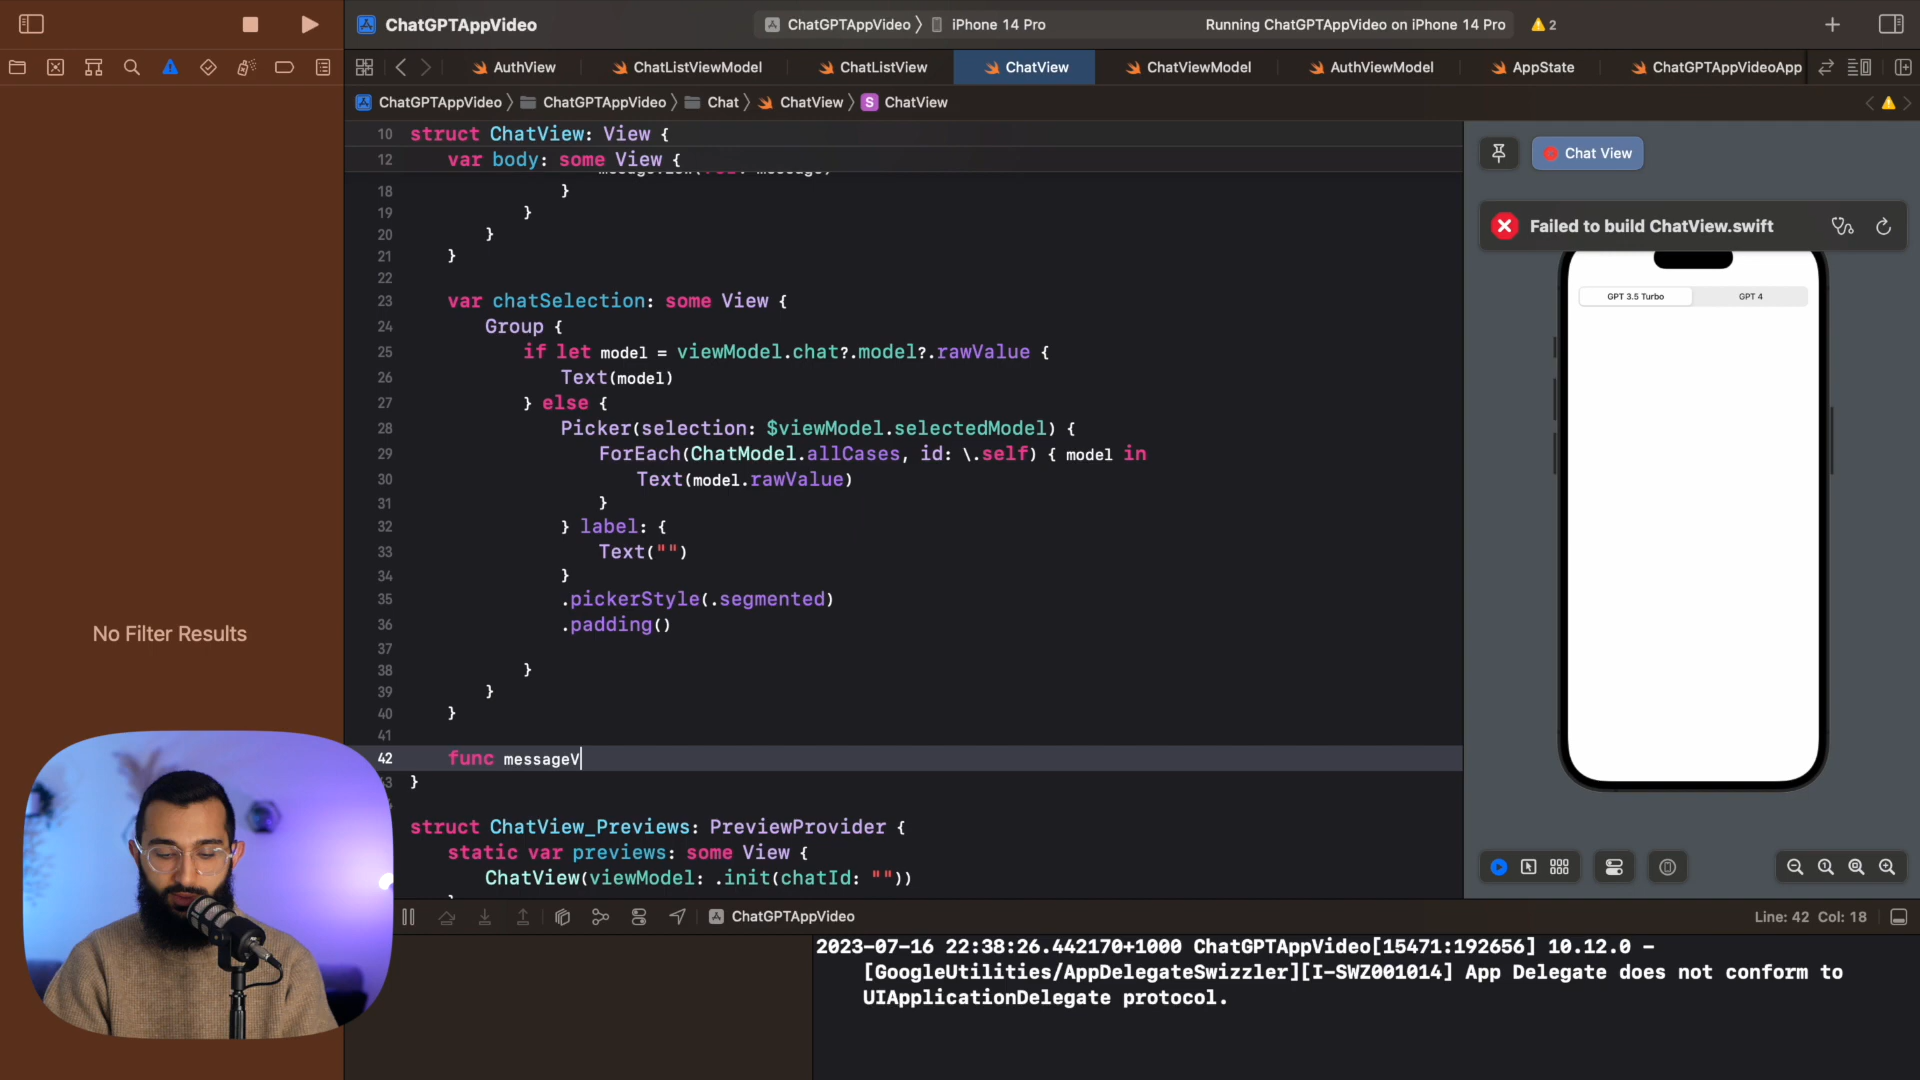 ChatGPTAppVideo
ChatGPTAppVideo 〉 iPhone 14 Pro
Running ChatGPTAppVideo on iPhone 14 Pro
2
AuthView
ChatListViewModel
ChatListView
ChatView
ChatViewModel
AuthViewModel
AppState
ChatGPTAppVideoApp
ChatGPTAppVideo 〉 ChatGPTAppVideo 〉 Chat 〉 ChatView 〉 S ChatView
10 struct ChatView: View {
12 var body: some View {
18 }
19 }
20 }
21 }
22
23 var chatSelection: some View {
24 Group {
25 if let model = viewModel.chat?.model?.rawValue {
26 Text(model)
27 } else {
28 Picker(selection: $viewModel.selectedModel) {
29 ForEach(ChatModel.allCases, id: \.self) { model in
30 Text(model.rawValue)
31 }
32 } label: {
33 Text("")
34 }
35 .pickerStyle(.segmented)
36 .padding()
37
38 }
39 }
40 }
41
42 func messageV
}
struct ChatView_Previews: PreviewProvider {
static var previews: some View {
ChatView(viewModel: .init(chatId: ""))
No Filter Results
Chat View
Failed to build ChatView.swift
GPT 3.5 Turbo
GPT 4
ChatGPTAppVideo
Line: 42 Col: 18
2023-07-16 22:38:26.442170+1000 ChatGPTAppVideo[15471:192656] 10.12.0 -
[GoogleUtilities/AppDelegateSwizzler][I-SWZ001014] App Delegate does not conform to
UIApplicationDelegate protocol.